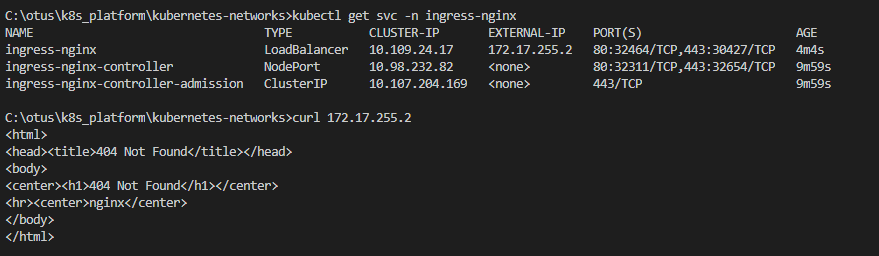 C:\otus\k8s_platform\kubernetes-networks>kubectl get svc -n ingress-nginx
NAME TYPE CLUSTER-IP EXTERNAL-IP PORT(S) AGE
ingress-nginx LoadBalancer 10.109.24.17 172.17.255.2 80:32464/TCP,443:30427/TCP 4m4s
ingress-nginx-controller NodePort 10.98.232.82 <none> 80:32311/TCP,443:32654/TCP 9m59s
ingress-nginx-controller-admission ClusterIP 10.107.204.169 <none> 443/TCP 9m59s
C:\otus\k8s_platform\kubernetes-networks>curl 172.17.255.2
<html>
<head><title>404 Not Found</title></head>
<body>
<center><h1>404 Not Found</h1></center>
<hr><center>nginx</center>
</body>
</html>